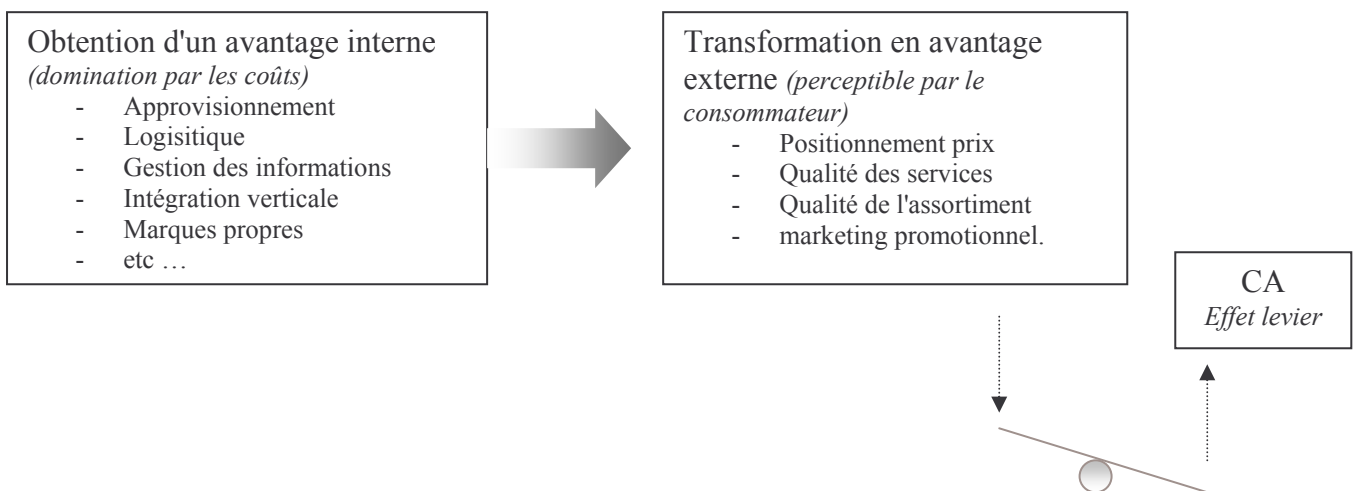 Obtention d'un avantage interne
(domination par les coûts)
- Approvisionnement
- Logisitique
- Gestion des informations
- Intégration verticale
- Marques propres
- etc …
Transformation en avantage
externe (perceptible par le
consommateur)
- Positionnement prix
- Qualité des services
- Qualité de l'assortiment
- marketing promotionnel.
CA
Effet levier